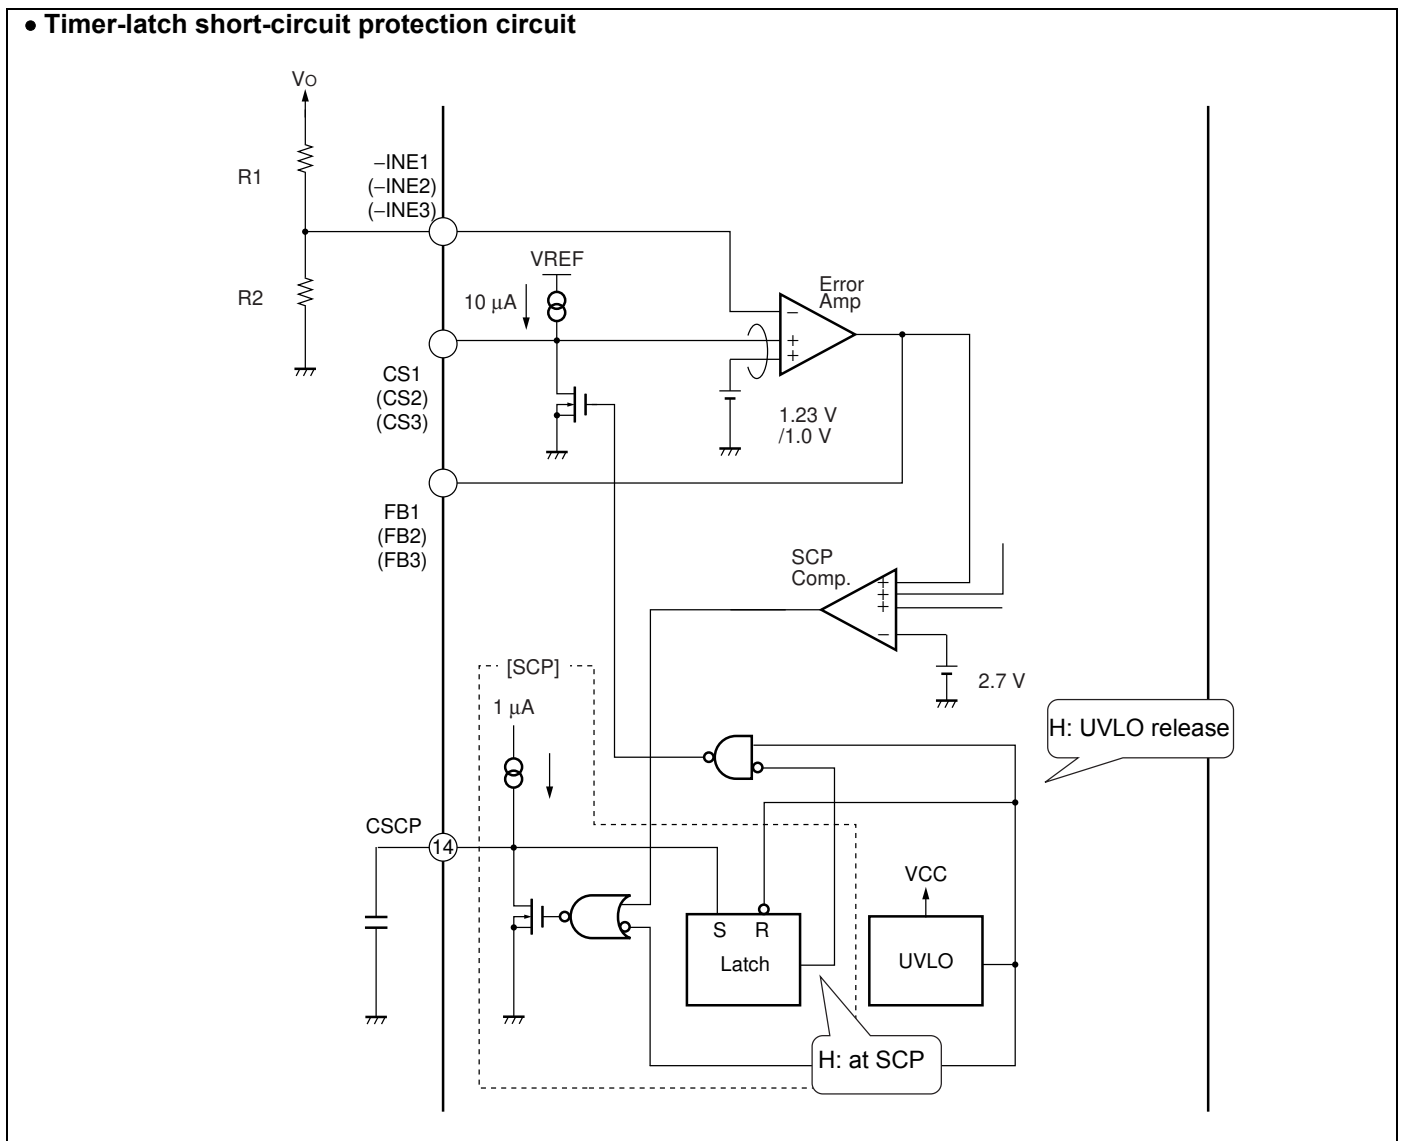 ● Timer-latch short-circuit protection circuit
VO
R1
−INE1
(−INE2)
(−INE3)
R2
VREF
10 μA
Error
Amp
−
+
+
CS1
(CS2)
(CS3)
1.23 V
/1.0 V
FB1
(FB2)
(FB3)
SCP
Comp.
+
+
+
−
2.7 V
[SCP]
1 μA
H: UVLO release
CSCP
14
VCC
S R
Latch
UVLO
H: at SCP